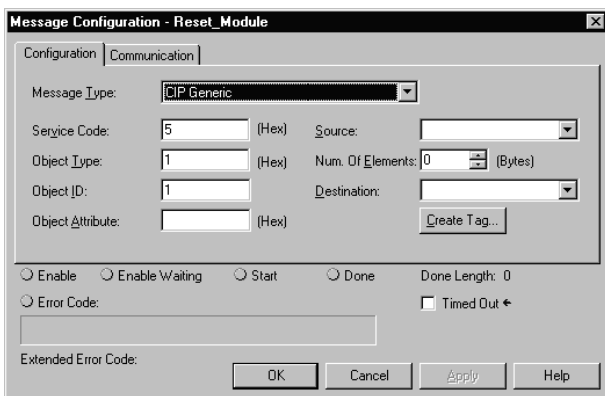 Message Configuration - Reset_Module
Configuration Communication
Message Type: CIP Generic
Service Code: 5 (Hex) Source:
Object Type: 1 (Hex) Num. Of Elements: 0 (Bytes)
Object ID: 1 Destination:
Object Attribute: (Hex) Create Tag...
Enable Enable Waiting Start Done Done Length: 0
Error Code: Timed Out ←
Extended Error Code:
OK Cancel Apply Help